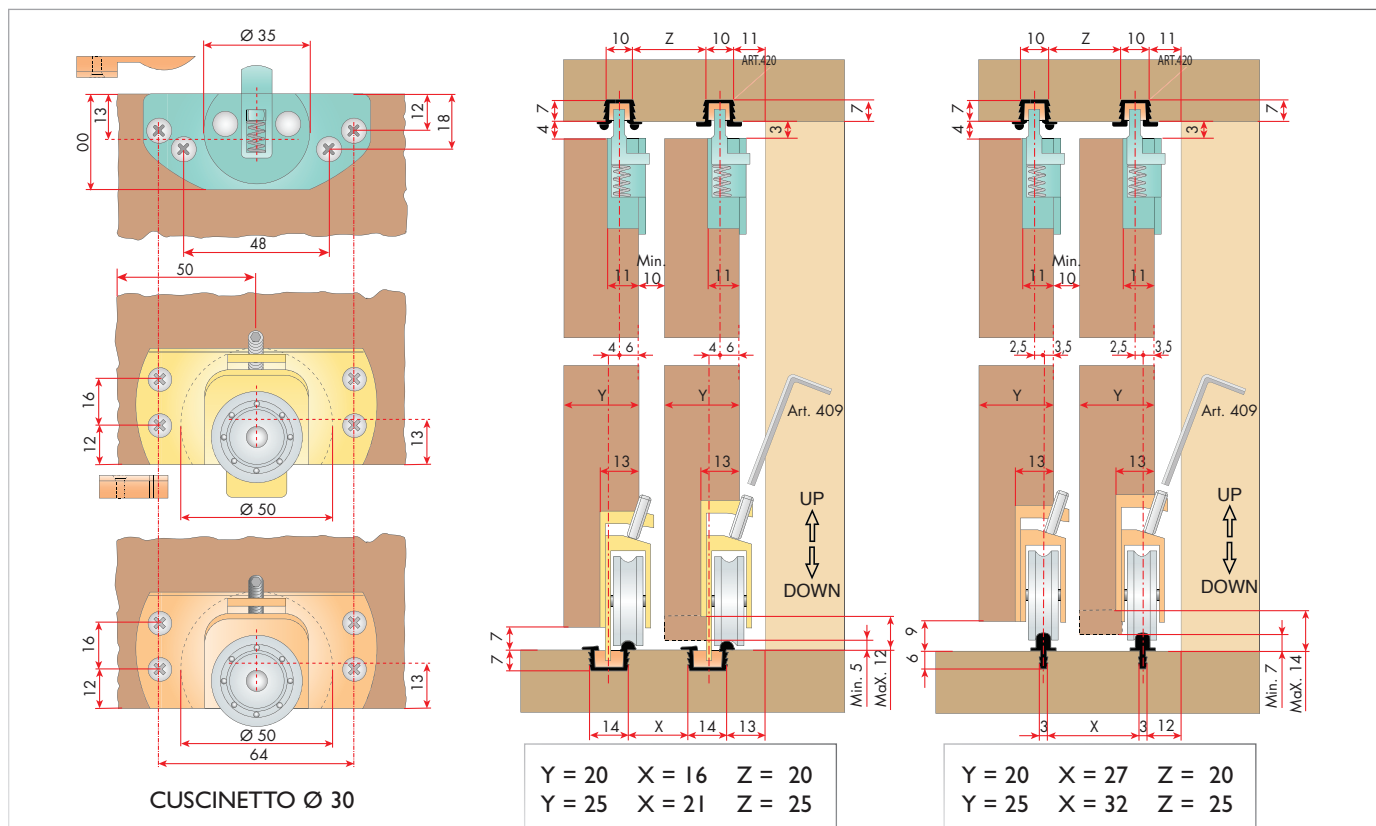 Ø 35
13
00
12
18
48
50
16
12
13
Ø 50
16
12
13
Ø 50
64
CUSCINETTO Ø 30
10 Z 10 11
ART.420
7
4
7
3
Min.
11 10 11
4 6 4 6
Y Y
Art. 409
13 13
UP
DOWN
7
7
Min. 5
MaX. 12
14 X 14 13
Y = 20 X = 16 Z = 20
Y = 25 X = 21 Z = 25
10 Z 10 11
ART.420
7
4
7
3
Min.
11 10 11
2,5 3,5 2,5 3,5
Y Y
Art. 409
13 13
UP
DOWN
9
6
Min. 7
MaX. 14
3 X 3 12
Y = 20 X = 27 Z = 20
Y = 25 X = 32 Z = 25